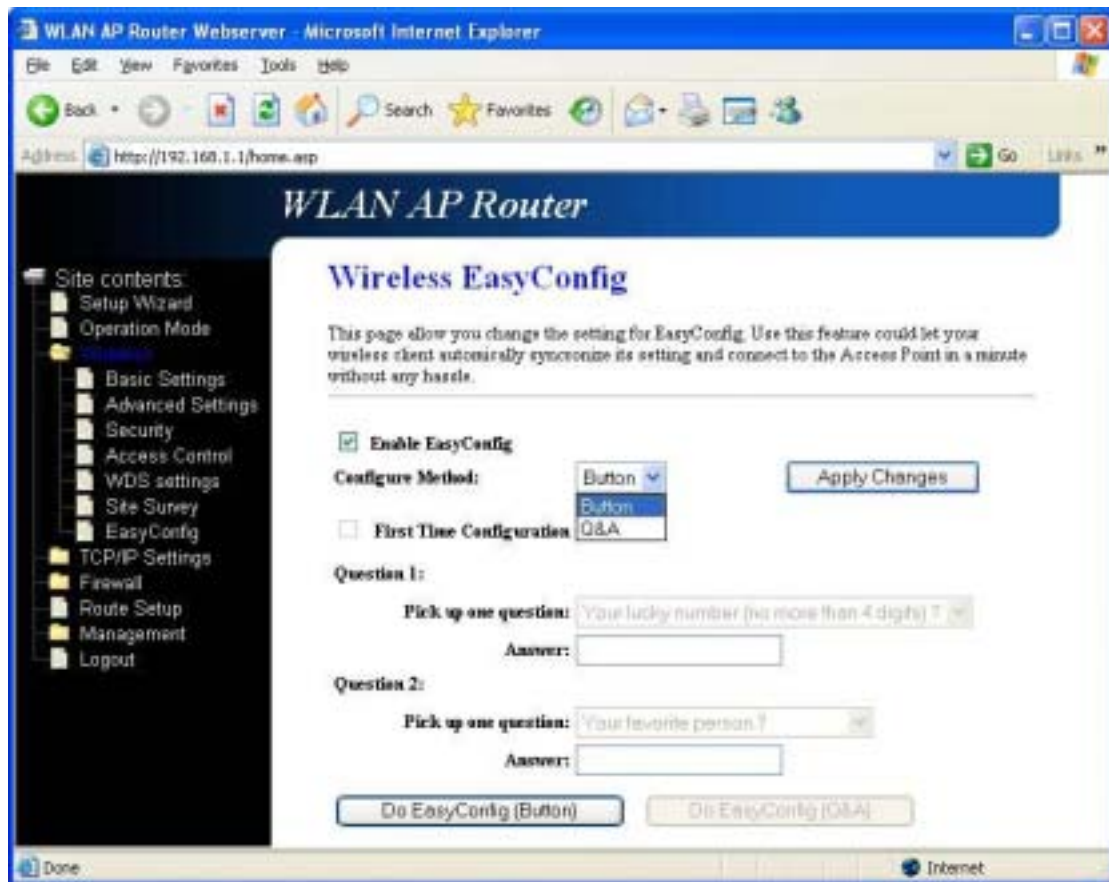 WLAN AP Router Webserver - Microsoft Internet Explorer
File Edit View Favorites Tools Help
Back Search Favorites
Address http://192.168.1.1/home.asp Go Links »
WLAN AP Router
Site contents:
Setup Wizard
Operation Mode
Wireless
Basic Settings
Advanced Settings
Security
Access Control
WDS settings
Site Survey
EasyConfig
TCP/IP Settings
Firewall
Route Setup
Management
Logout
Wireless EasyConfig
This page allow you change the setting for EasyConfig. Use this feature could let your
wireless client automically syncronize its setting and connect to the Access Point in a minute
without any hassle.
Enable EasyConfig
Configure Method: Button Apply Changes
Button
Q&A
First Time Configuration
Question 1:
Pick up one question: Your lucky number (no more than 4 digits) ?
Answer:
Question 2:
Pick up one question: Your favorite person ?
Answer:
Do EasyConfig (Button) Do EasyConfig (Q&A)
Done Internet